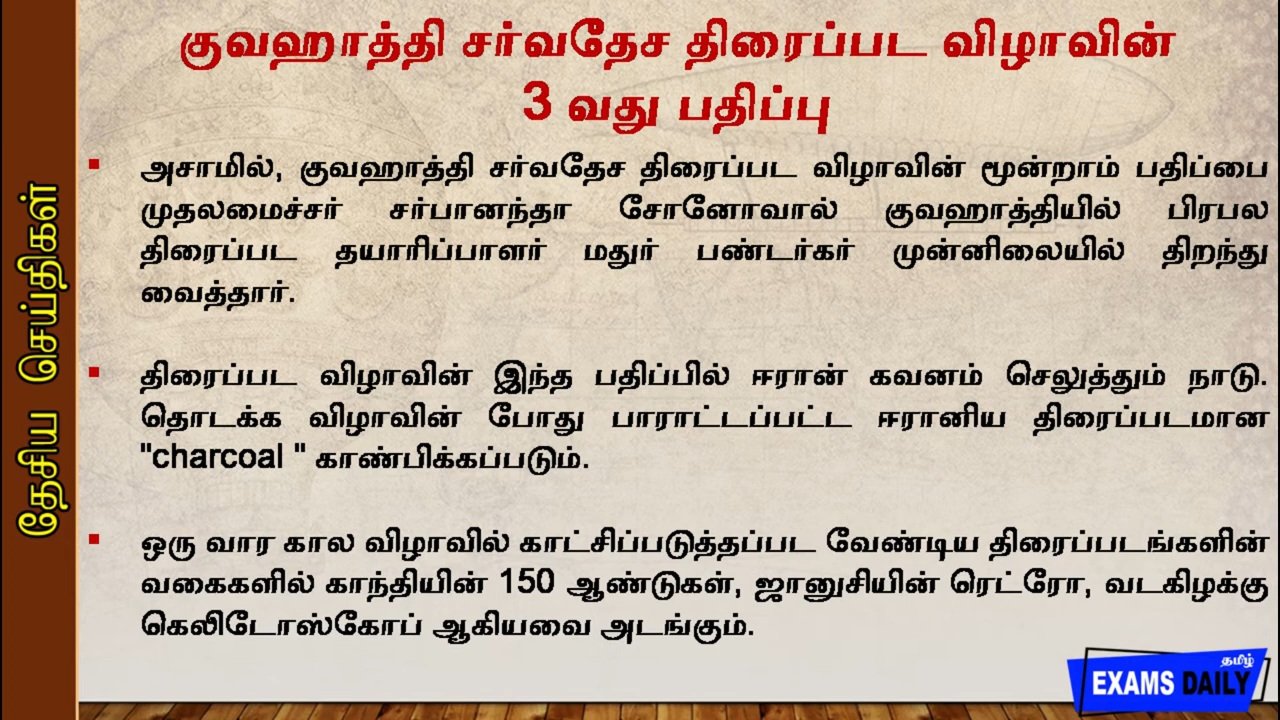 குவஹாத்தி சர்வதேச திரைப்பட விழாவின்
3 வது பதிப்பு
தேசிய செய்திகள்
அசாமில், குவஹாத்தி சர்வதேச திரைப்பட விழாவின் மூன்றாம் பதிப்பை
முதலமைச்சர் சர்பானந்தா சோனோவால் குவஹாத்தியில் பிரபல
திரைப்பட தயாரிப்பாளர் மதுர் பண்டர்கர் முன்னிலையில் திறந்து
வைத்தார்.
திரைப்பட விழாவின் இந்த பதிப்பில் ஈரான் கவனம் செலுத்தும் நாடு.
தொடக்க விழாவின் போது பாராட்டப்பட்ட ஈரானிய திரைப்படமான
"charcoal " காண்பிக்கப்படும்.
ஒரு வார கால விழாவில் காட்சிப்படுத்தப்பட வேண்டிய திரைப்படங்களின்
வகைகளில் காந்தியின் 150 ஆண்டுகள், ஜானுசியின் ரெட்ரோ, வடகிழக்கு
கெலிடோஸ்கோப் ஆகியவை அடங்கும்.
தமிழ்
EXAMS DAILY